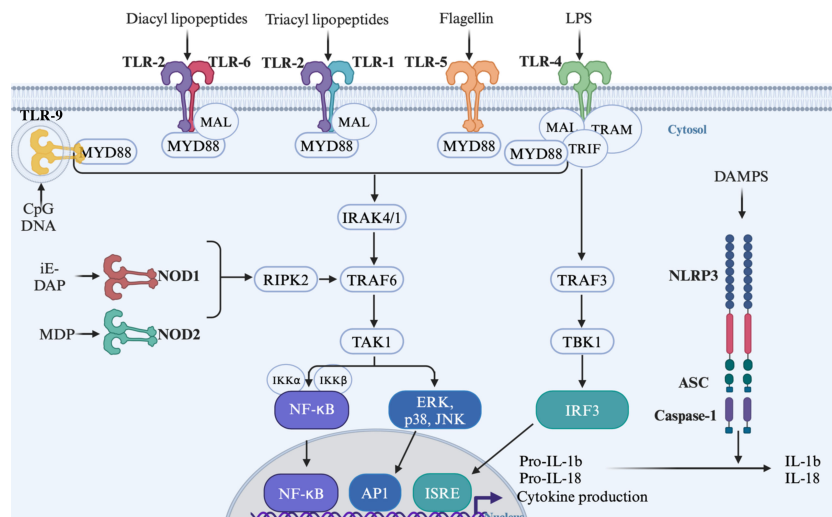 Diacyl lipopeptides
Triacyl lipopeptides
Flagellin
LPS
TLR-2
TLR-6
TLR-2
TLR-1
TLR-5
TLR-4
TLR-9
MAL
MAL
MAL
TRAM
Cytosol
MYD88
MYD88
MYD88
MYD88
MYD88
TRIF
CpG
DNA
DAMPS
IRAK4/1
iE-
DAP
NOD1
RIPK2
TRAF6
TRAF3
NLRP3
MDP
NOD2
TAK1
TBK1
IKKα
IKKβ
ASC
NF-κB
ERK,
p38, JNK
IRF3
Caspase-1
Pro-IL-1b
IL-1b
Pro-IL-18
IL-18
NF-κB
AP1
ISRE
Cytokine production
Nucleus